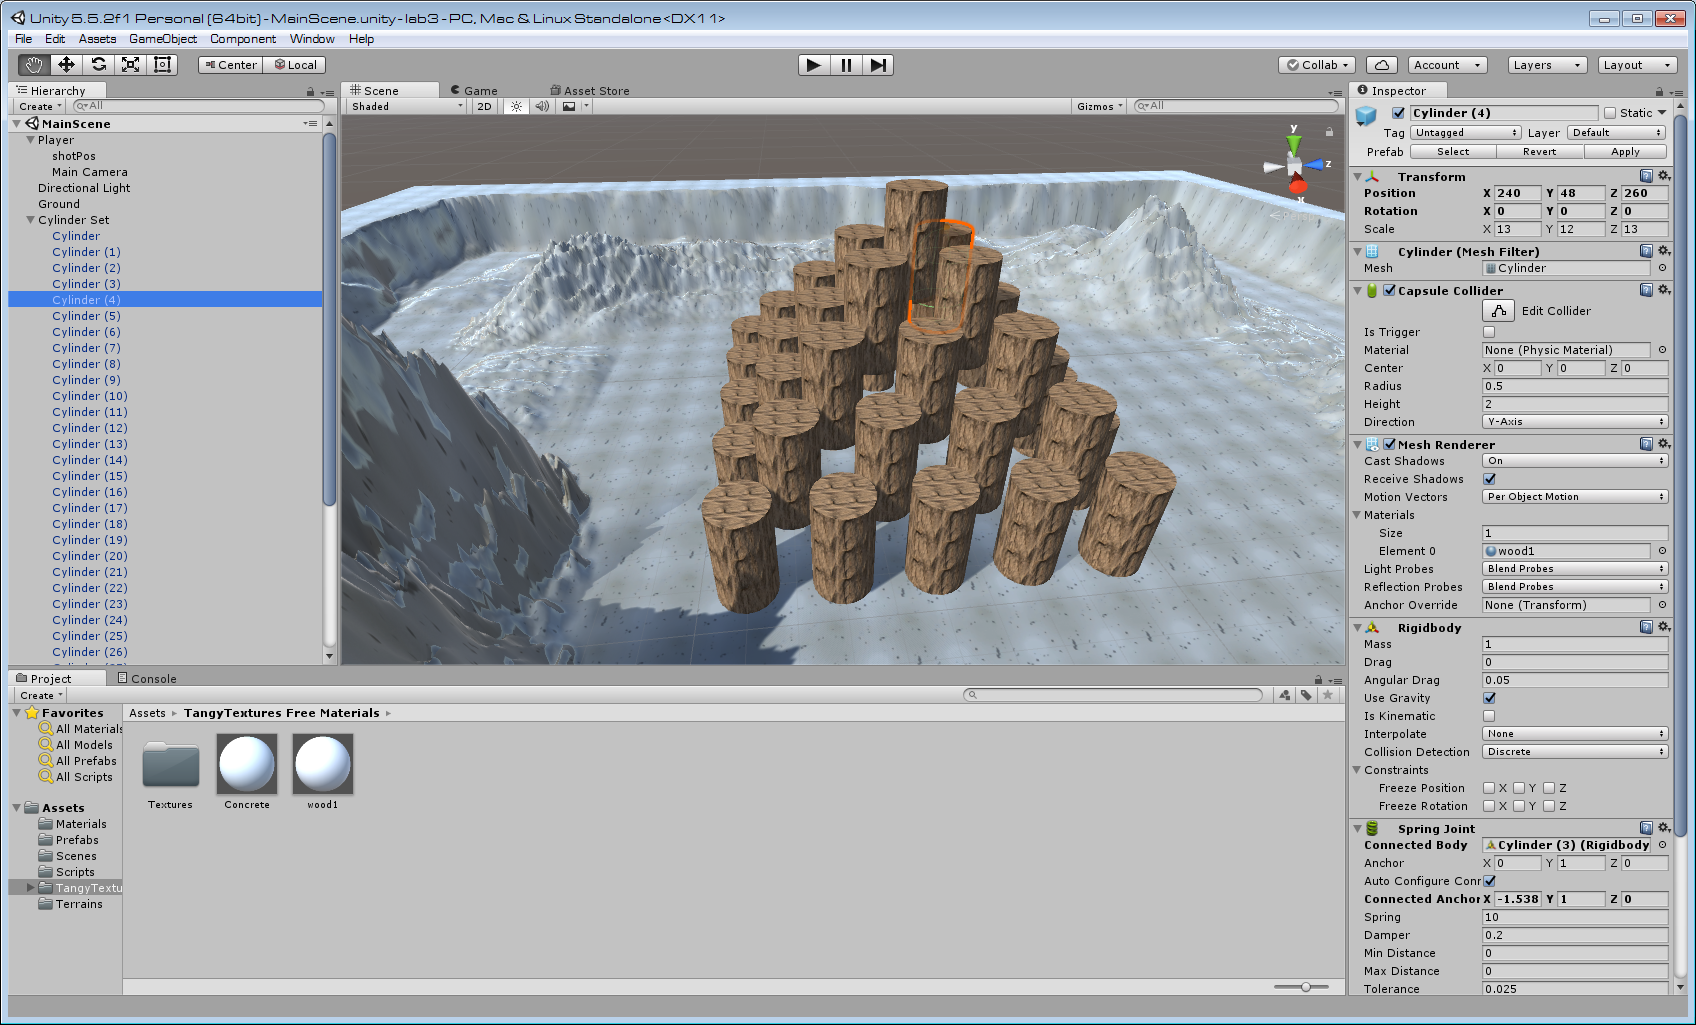 Unity 5.5.2f1 Personal (64bit) - MainScene.unity - lab3 - PC, Mac & Linux Standalone <DX11>
File Edit Assets GameObject Component Window Help
Center Local Collab Account Layers Layout
Hierarchy
Create All
MainScene
Player
shotPos
Main Camera
Directional Light
Ground
Cylinder Set
Cylinder
Cylinder (1)
Cylinder (2)
Cylinder (3)
Cylinder (4)
Cylinder (5)
Cylinder (6)
Cylinder (7)
Cylinder (8)
Cylinder (9)
Cylinder (10)
Cylinder (11)
Cylinder (12)
Cylinder (13)
Cylinder (14)
Cylinder (15)
Cylinder (16)
Cylinder (17)
Cylinder (18)
Cylinder (19)
Cylinder (20)
Cylinder (21)
Cylinder (22)
Cylinder (23)
Cylinder (24)
Cylinder (25)
Cylinder (26)
Scene Game Asset Store
Shaded 2D Gizmos All
y
z
x
Persp
Inspector
Cylinder (4) Static
Tag Untagged Layer Default
Prefab Select Revert Apply
Transform
Position X 240 Y 48 Z 260
Rotation X 0 Y 0 Z 0
Scale X 13 Y 12 Z 13
Cylinder (Mesh Filter)
Mesh Cylinder
Capsule Collider
Edit Collider
Is Trigger
Material None (Physic Material)
Center X 0 Y 0 Z 0
Radius 0.5
Height 2
Direction Y-Axis
Mesh Renderer
Cast Shadows On
Receive Shadows
Motion Vectors Per Object Motion
Materials
Size 1
Element 0 wood1
Light Probes Blend Probes
Reflection Probes Blend Probes
Anchor Override None (Transform)
Rigidbody
Mass 1
Drag 0
Angular Drag 0.05
Use Gravity
Is Kinematic
Interpolate None
Collision Detection Discrete
Constraints
Freeze Position X Y Z
Freeze Rotation X Y Z
Spring Joint
Connected Body Cylinder (3) (Rigidbody
Anchor X 0 Y 1 Z 0
Auto Configure Conr
Connected Anchor X -1.538 Y 1 Z 0
Spring 10
Damper 0.2
Min Distance 0
Max Distance 0
Tolerance 0.025
Project Console
Create
Favorites
All Materials
All Models
All Prefabs
All Scripts
Assets
Materials
Prefabs
Scenes
Scripts
TangyTextu
Terrains
Assets TangyTextures Free Materials
Textures Concrete wood1